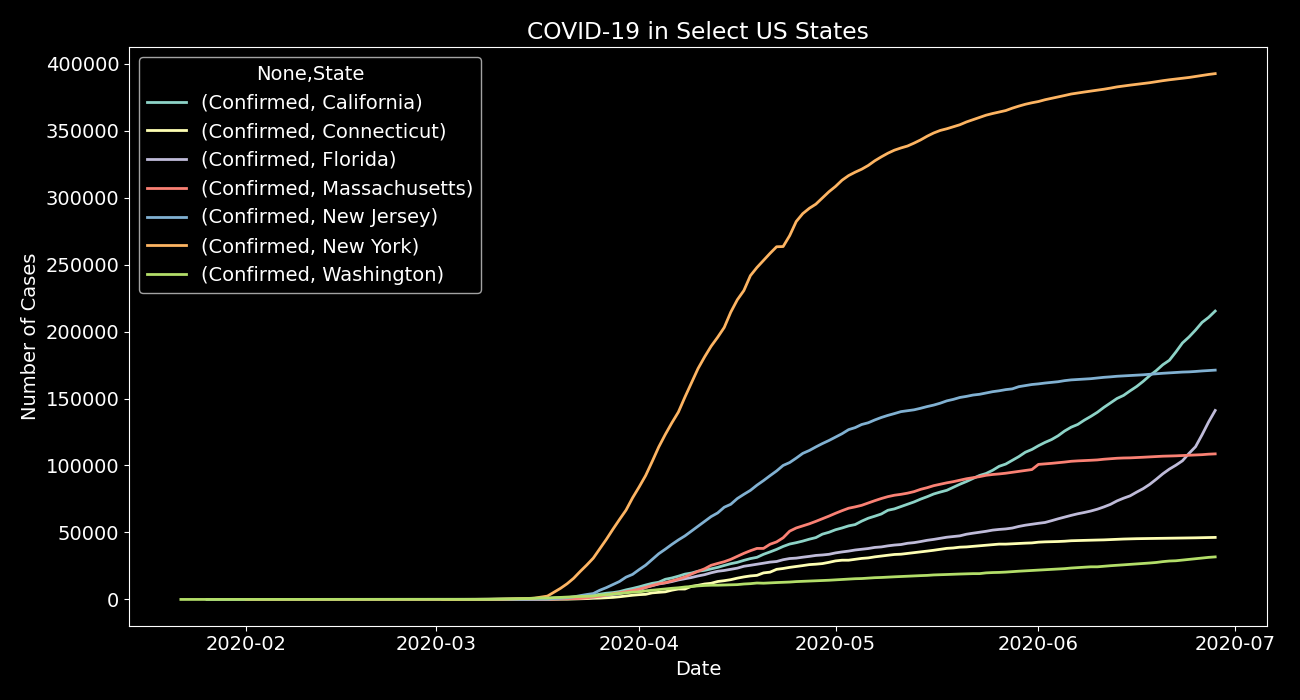 COVID-19 in Select US States
400000
350000
300000
250000
200000
150000
100000
50000
0
Number of Cases
None,State
(Confirmed, California)
(Confirmed, Connecticut)
(Confirmed, Florida)
(Confirmed, Massachusetts)
(Confirmed, New Jersey)
(Confirmed, New York)
(Confirmed, Washington)
2020-02 2020-03 2020-04 2020-05 2020-06 2020-07
Date